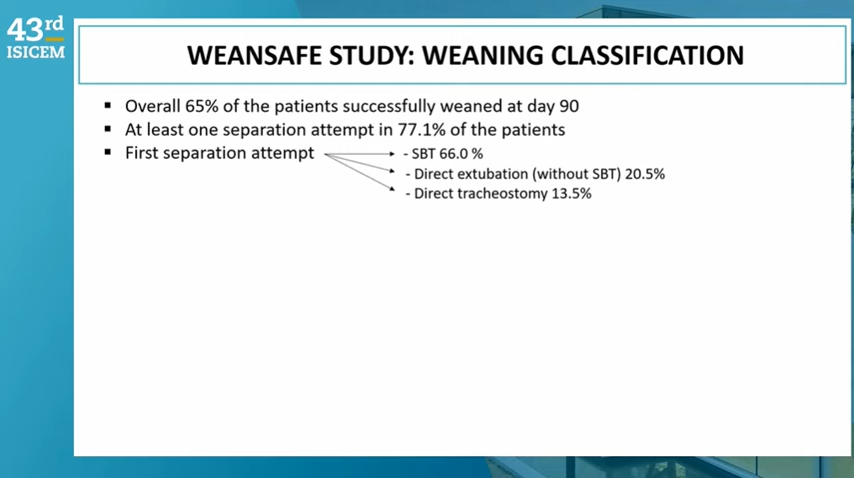 43rd
ISICEM
WEANSAFE STUDY: WEANING CLASSIFICATION
▪ Overall 65% of the patients successfully weaned at day 90
▪ At least one separation attempt in 77.1% of the patients
▪ First separation attempt
- SBT 66.0 %
- Direct extubation (without SBT) 20.5%
- Direct tracheostomy 13.5%